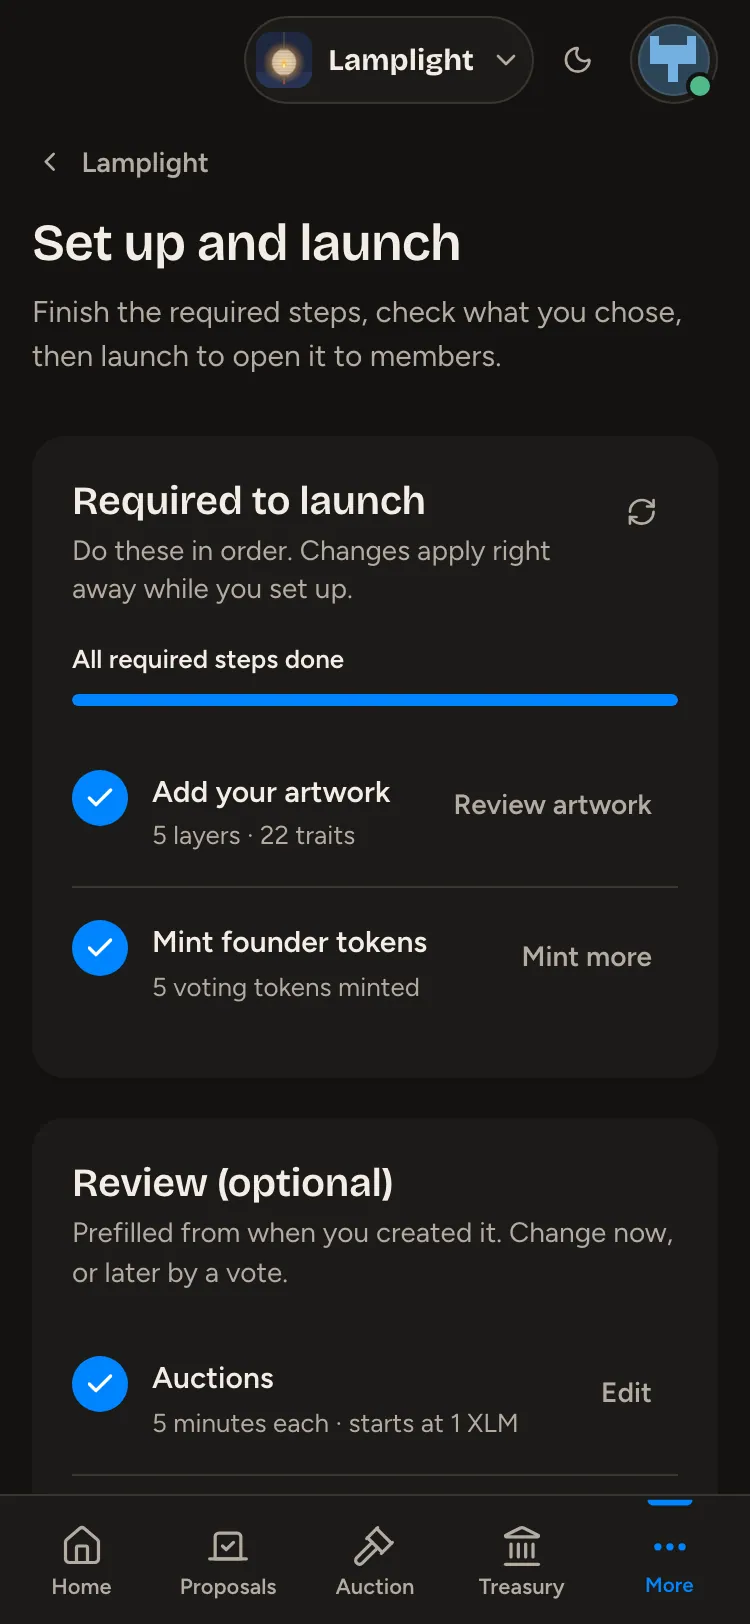 Lamplight
Lamplight
Set up and launch
Finish the required steps, check what you chose,
then launch to open it to members.
Required to launch
Do these in order. Changes apply right
away while you set up.
All required steps done
Add your artwork
Review artwork
5 layers · 22 traits
Mint founder tokens
Mint more
5 voting tokens minted
Review (optional)
Prefilled from when you created it. Change now,
or later by a vote.
Auctions
Edit
5 minutes each · starts at 1 XLM
Home
Proposals
Auction
Treasury
More